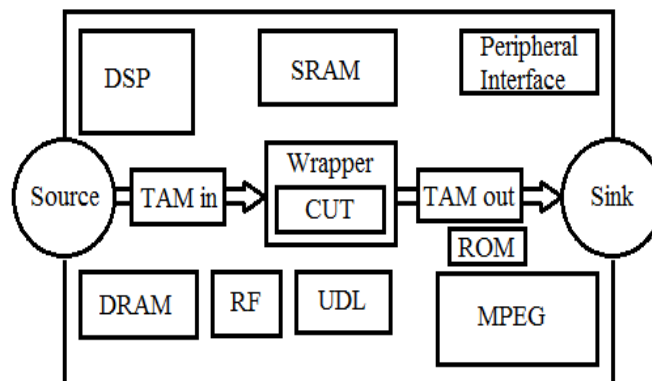 DSP
SRAM
Peripheral
Interface
Source
TAM in
Wrapper
CUT
TAM out
Sink
ROM
DRAM
RF
UDL
MPEG